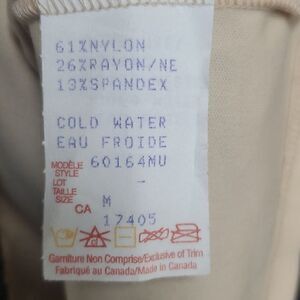 61%NYLON
26%RAYON/NE
13%SPANDEX
COLD WATER
EAU FROIDE
MODÈLE
STYLE 60164MU
LOT -
TAILLE
SIZE M
CA 17405
Garniture Non Comprise/Exclusive of Trim
Fabriqué au Canada/Made in Canada